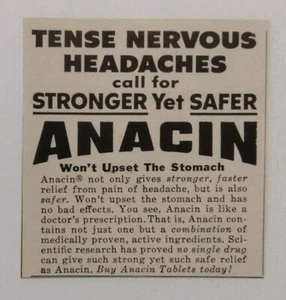 TENSE NERVOUS
HEADACHES
call for
STRONGER Yet SAFER
ANACIN
Won't Upset The Stomach
Anacin® not only gives stronger, faster
relief from pain of headache, but is also
safer. Won't upset the stomach and has
no bad effects. You see, Anacin is like a
doctor's prescription. That is, Anacin con-
tains not just one but a combination of
medically proven, active ingredients. Sci-
entific research has proved no single drug
can give such strong yet such safe relief
as Anacin. Buy Anacin Tablets today!